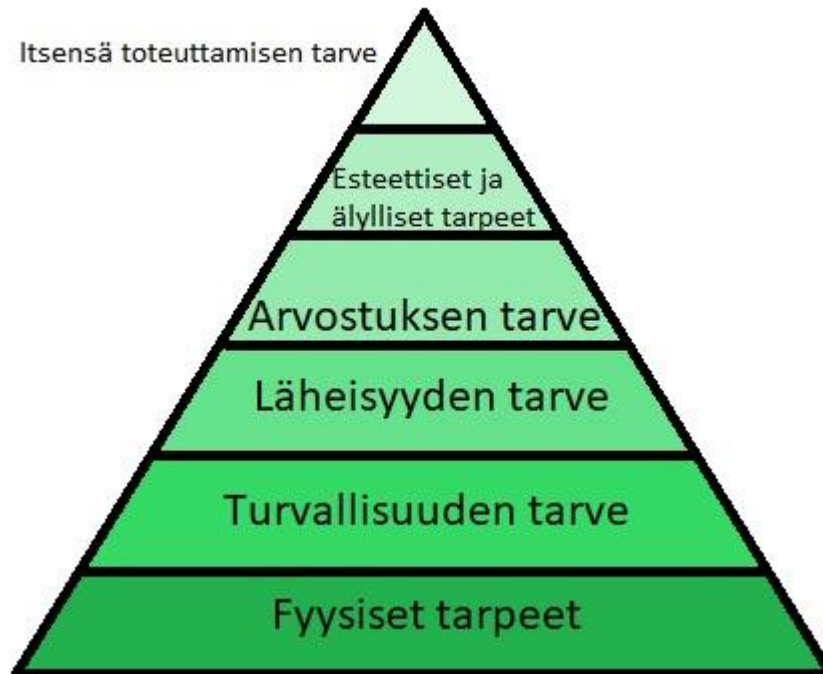 Itsensä toteuttamisen tarve
Esteettiset ja
älylliset tarpeet
Arvostuksen tarve
Läheisyyden tarve
Turvallisuuden tarve
Fyysiset tarpeet